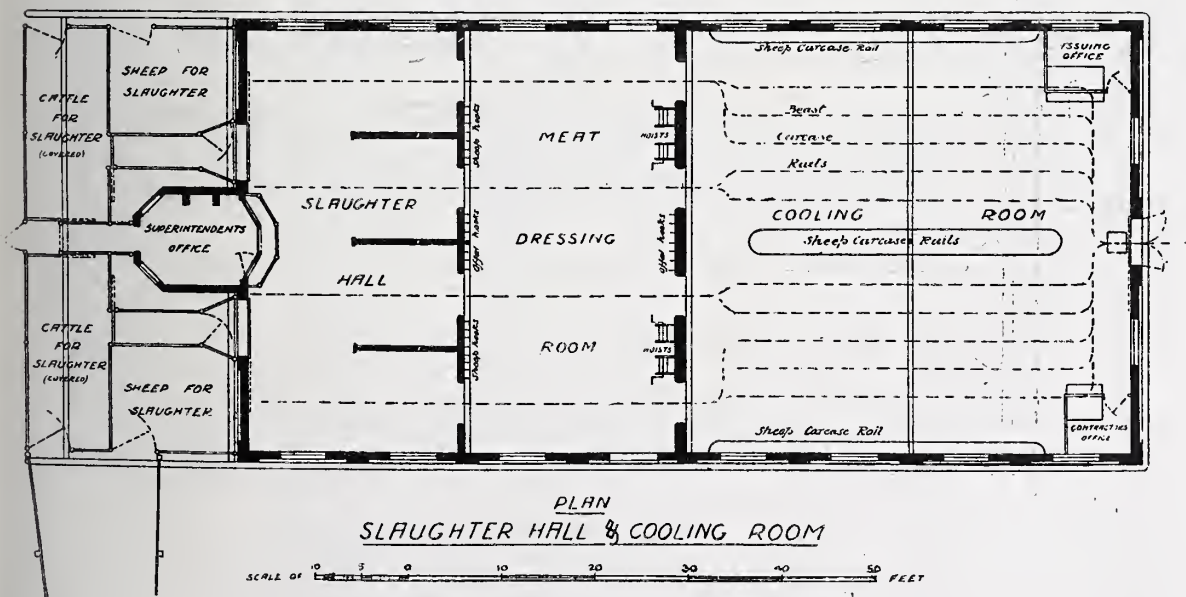 SHEEP FOR
SLAUGHTER
CATTLE
FOR
SLAUGHTER
(COVERED)
SUPERINTENDENTS
OFFICE
CATTLE
FOR
SLAUGHTER
(COVERED)
SHEEP FOR
SLAUGHTER
SLAUGHTER
HALL
Sheep hooks
Offal hooks
Sheep hooks
MEAT
DRESSING
ROOM
HOISTS
Offal hooks
HOISTS
Sheep Carcase Rail
Beast
Carcase
Rails
COOLING ROOM
Sheep Carcase Rails
Sheep Carcase Rail
ISSUING
OFFICE
OFFICE
PLAN
SLAUGHTER HALL & COOLING ROOM
SCALE OF 10 5 0 10 20 30 40 50 FEET